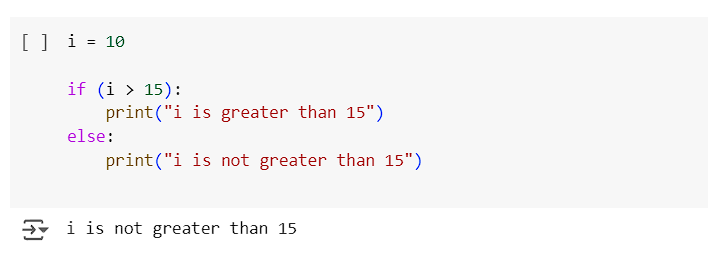 [ ] i = 10
if (i > 15):
    print("i is greater than 15")
else:
    print("i is not greater than 15")
i is not greater than 15